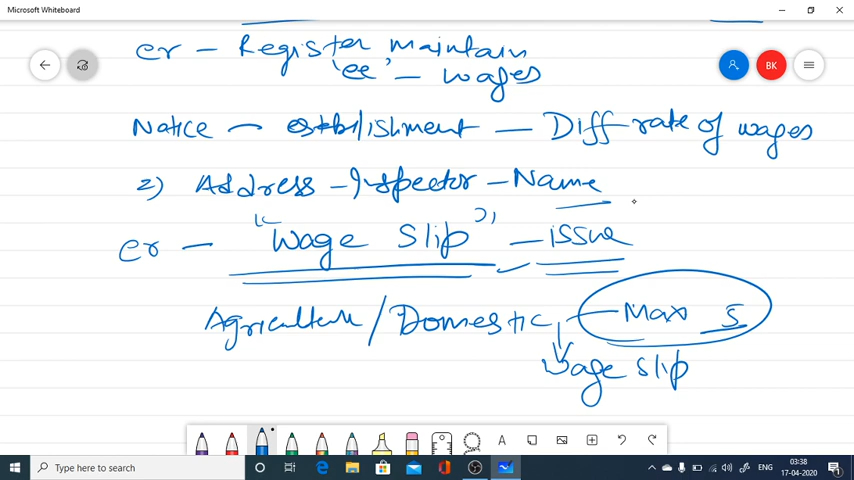 Microsoft Whiteboard
er - Register maintain
'ee' - wages
BK
Notice - establishment - Diff rate of wages
2) Address - Inspector - Name
er - "Wage Slip" - issue
Agriculture / Domestic - Max 5
Wage slip
Type here to search
ENG
03:38
17-04-2020